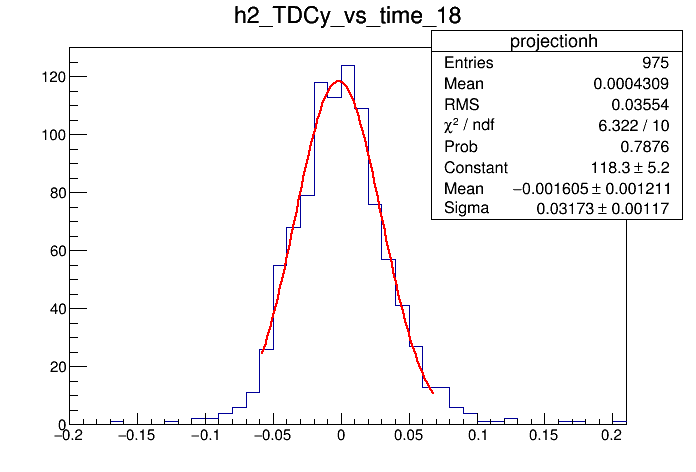 h2_TDCy_vs_time_18
projectionh
Entries 975
Mean 0.0004309
RMS 0.03554
χ² / ndf 6.322 / 10
Prob 0.7876
Constant 118.3 ± 5.2
Mean −0.001605 ± 0.001211
Sigma 0.03173 ± 0.00117
120
100
80
60
40
20
0
−0.2 −0.15 −0.1 −0.05 0 0.05 0.1 0.15 0.2